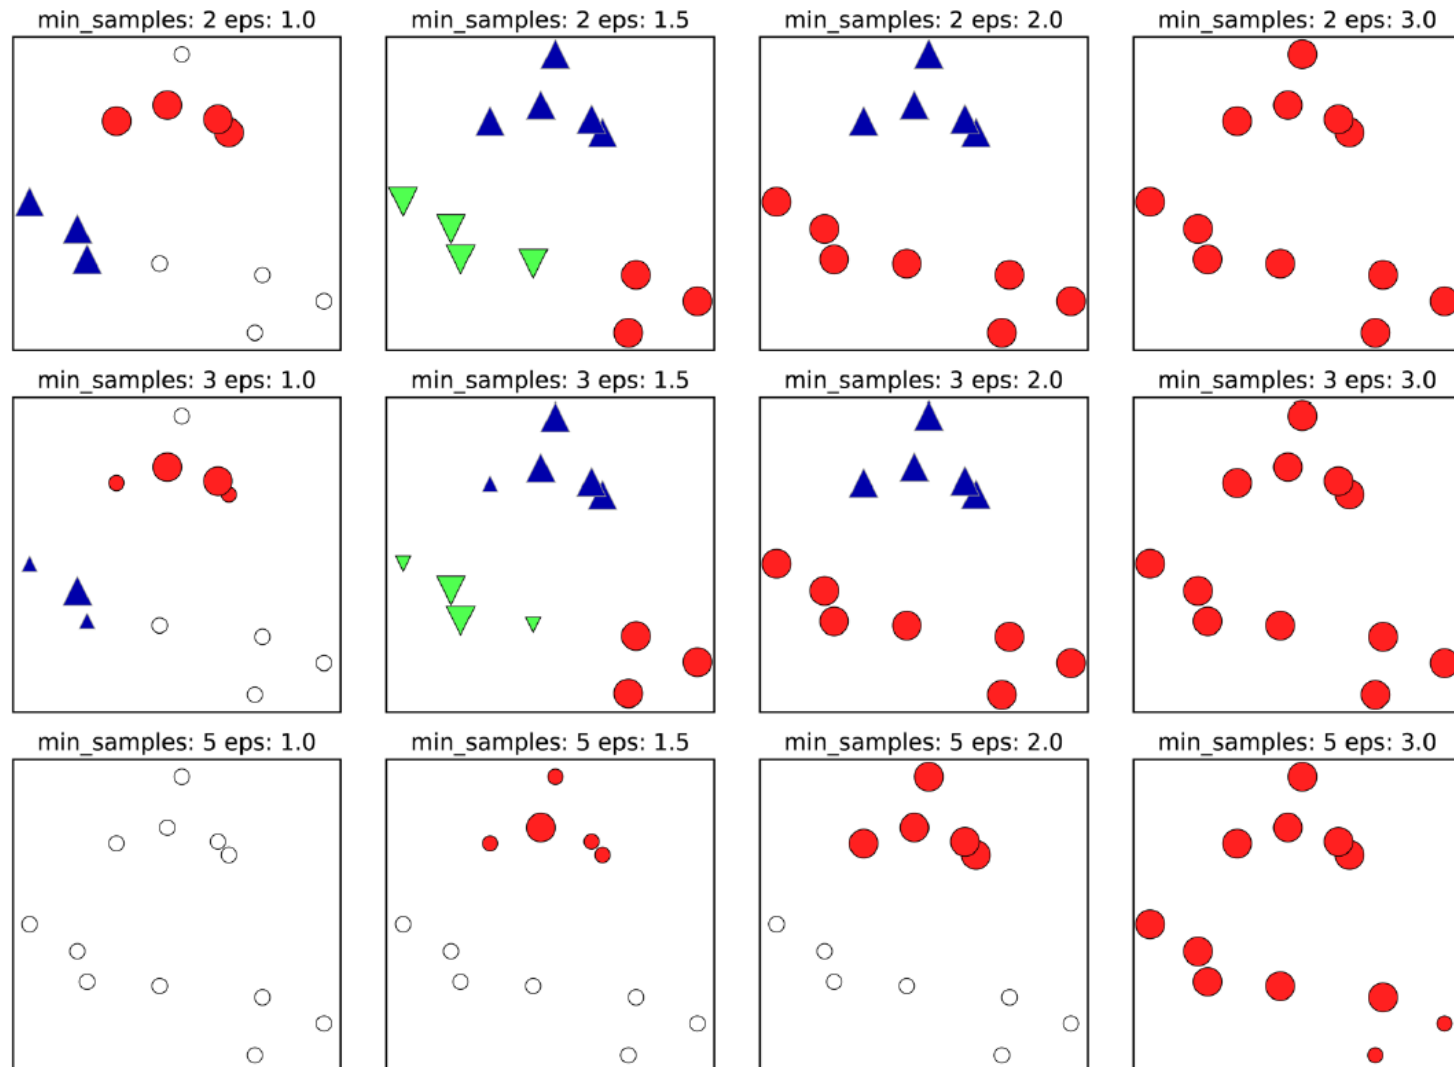 min_samples: 2 eps: 1.0
min_samples: 2 eps: 1.5
min_samples: 2 eps: 2.0
min_samples: 2 eps: 3.0
min_samples: 3 eps: 1.0
min_samples: 3 eps: 1.5
min_samples: 3 eps: 2.0
min_samples: 3 eps: 3.0
min_samples: 5 eps: 1.0
min_samples: 5 eps: 1.5
min_samples: 5 eps: 2.0
min_samples: 5 eps: 3.0